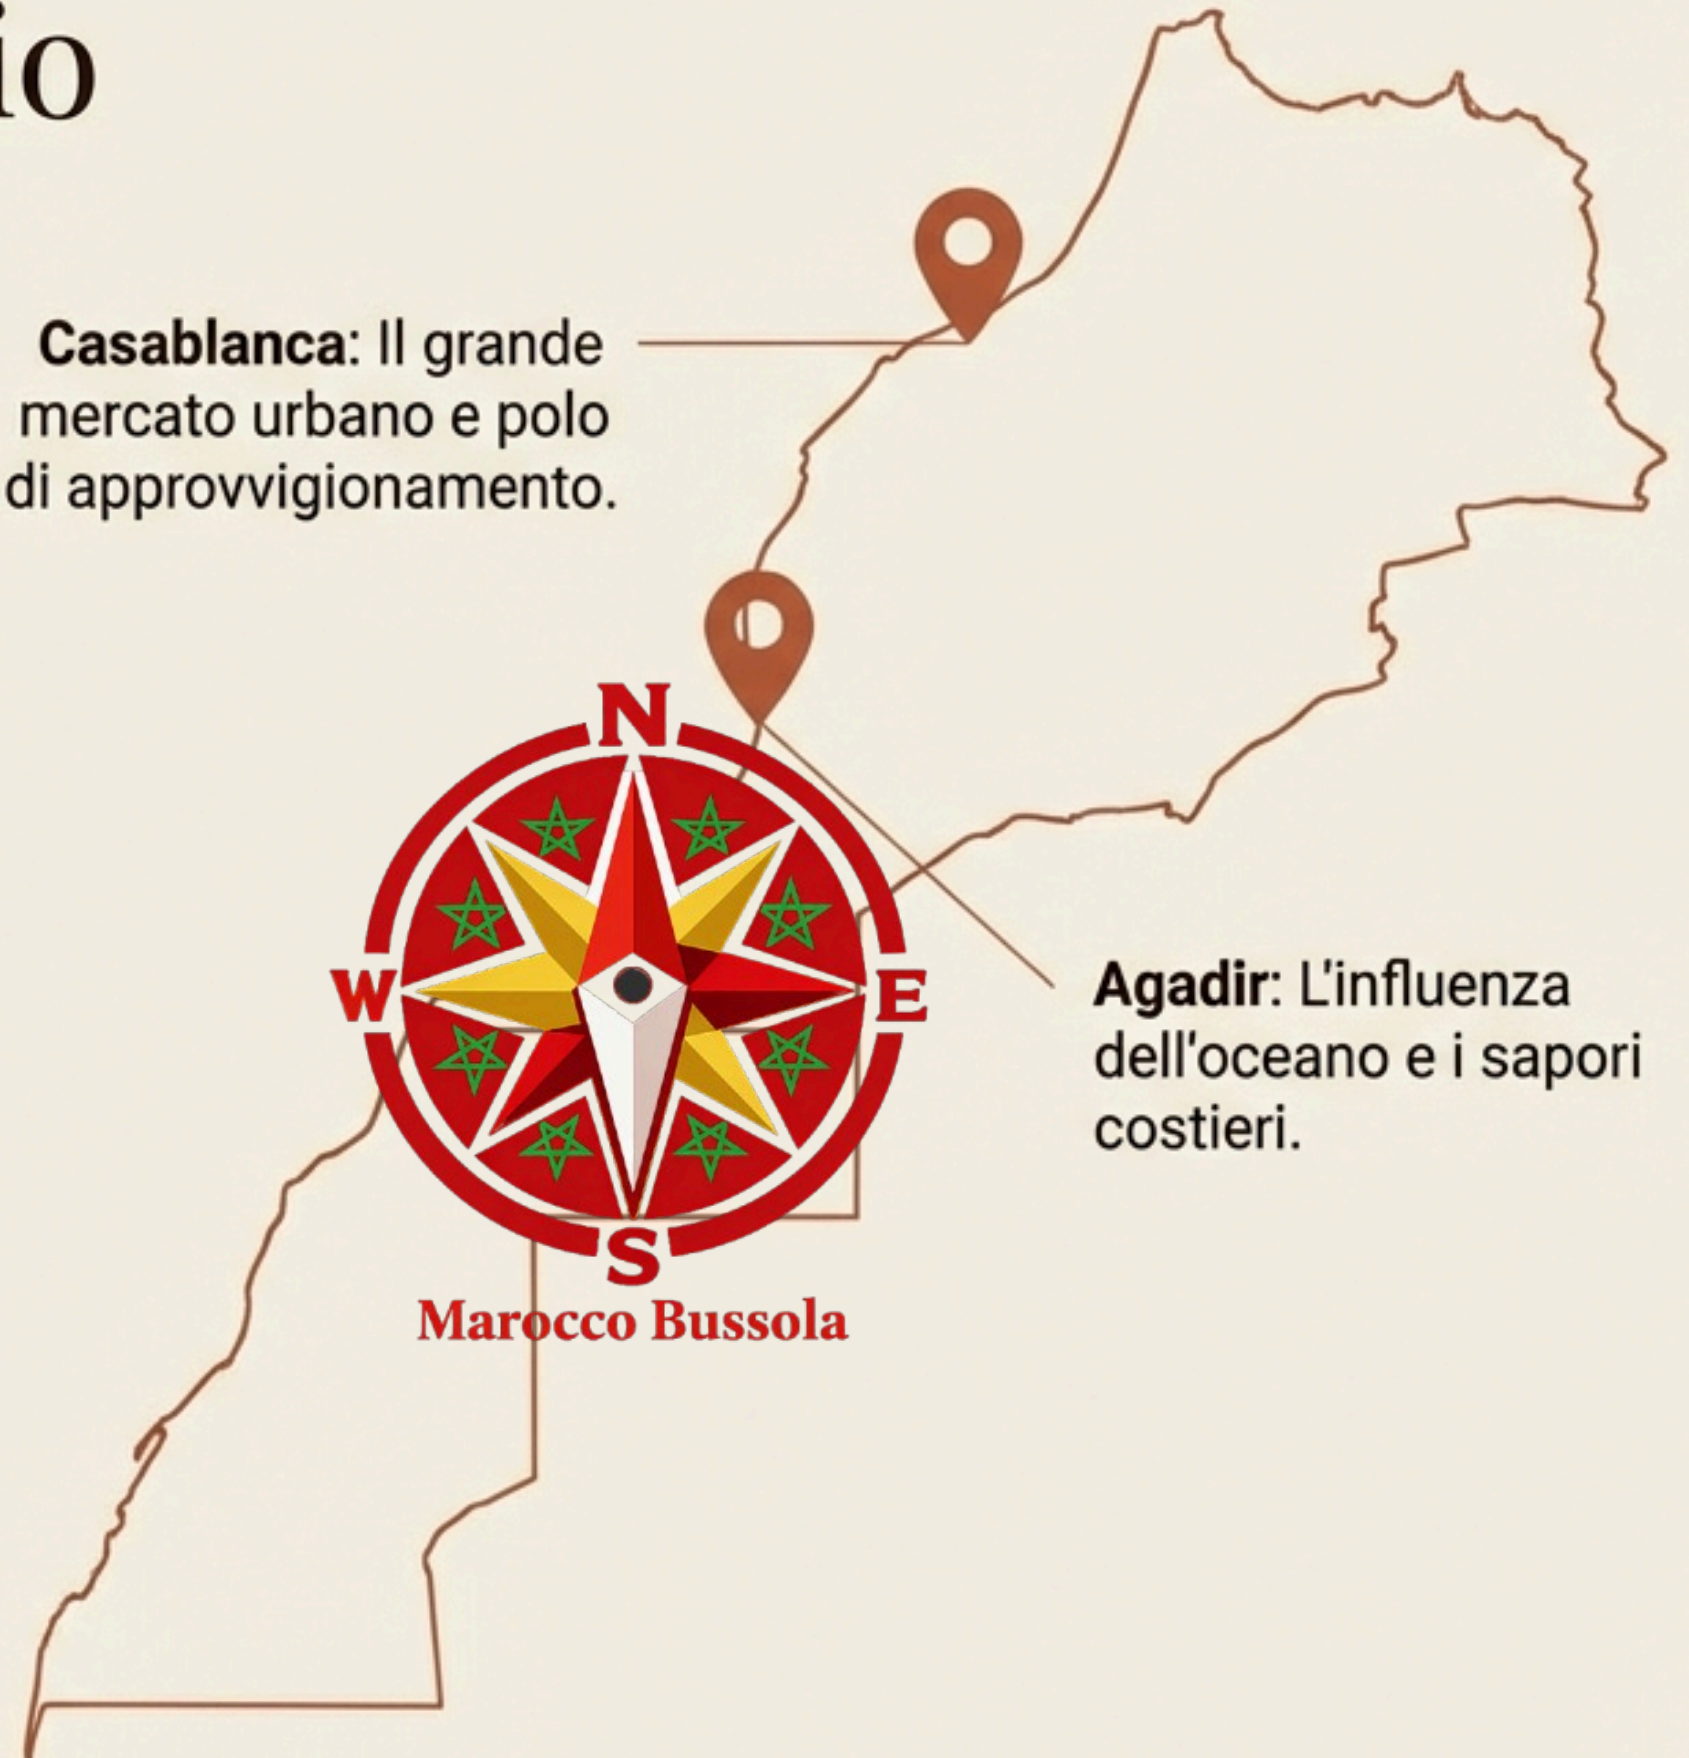 io
Casablanca: Il grande
mercato urbano e polo
di approvvigionamento.
N
W
E
S
Marocco Bussola
Agadir: L'influenza
dell'oceano e i sapori
costieri.